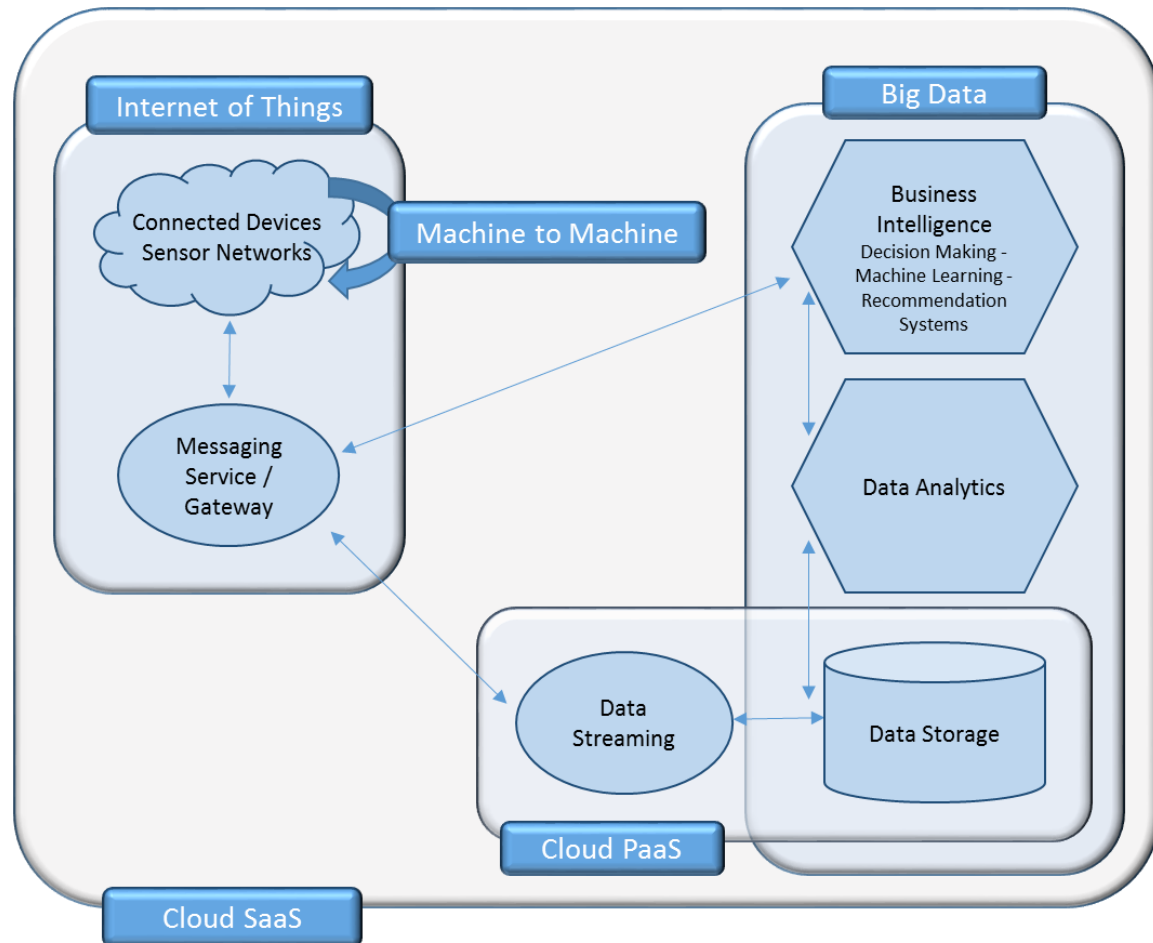 Internet of Things
Big Data
Connected Devices
Sensor Networks
Machine to Machine
Business
Intelligence
Decision Making -
Machine Learning -
Recommendation
Systems
Messaging
Service /
Gateway
Data Analytics
Data
Streaming
Data Storage
Cloud PaaS
Cloud SaaS